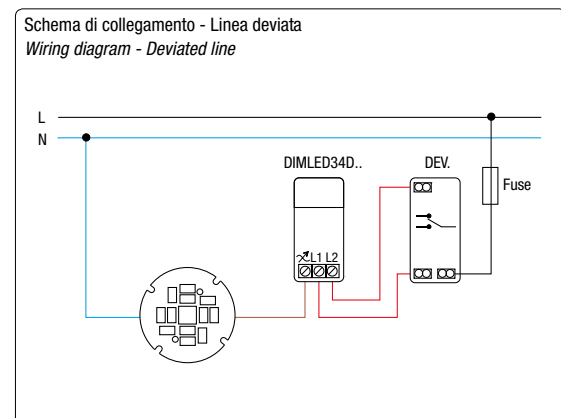 Schema di collegamento - Linea deviata
Wiring diagram - Deviated line
L
N
DIMLED34D..
DEV.
Fuse
L1 L2